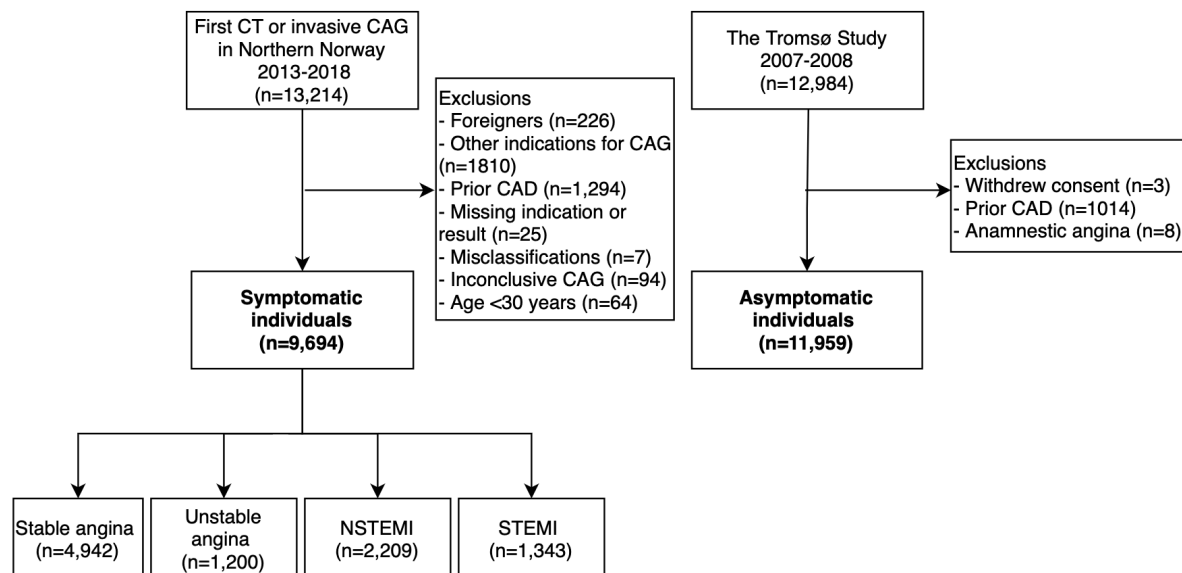 First CT or invasive CAG
in Northern Norway
2013-2018
(n=13,214)
Exclusions
- Foreigners (n=226)
- Other indications for CAG
(n=1810)
- Prior CAD (n=1,294)
- Missing indication or
result (n=25)
- Misclassifications (n=7)
- Inconclusive CAG (n=94)
- Age <30 years (n=64)
Symptomatic
individuals
(n=9,694)
Stable angina
(n=4,942)
Unstable
angina
(n=1,200)
NSTEMI
(n=2,209)
STEMI
(n=1,343)
The Tromsø Study
2007-2008
(n=12,984)
Exclusions
- Withdrew consent (n=3)
- Prior CAD (n=1014)
- Anamnestic angina (n=8)
Asymptomatic
individuals
(n=11,959)